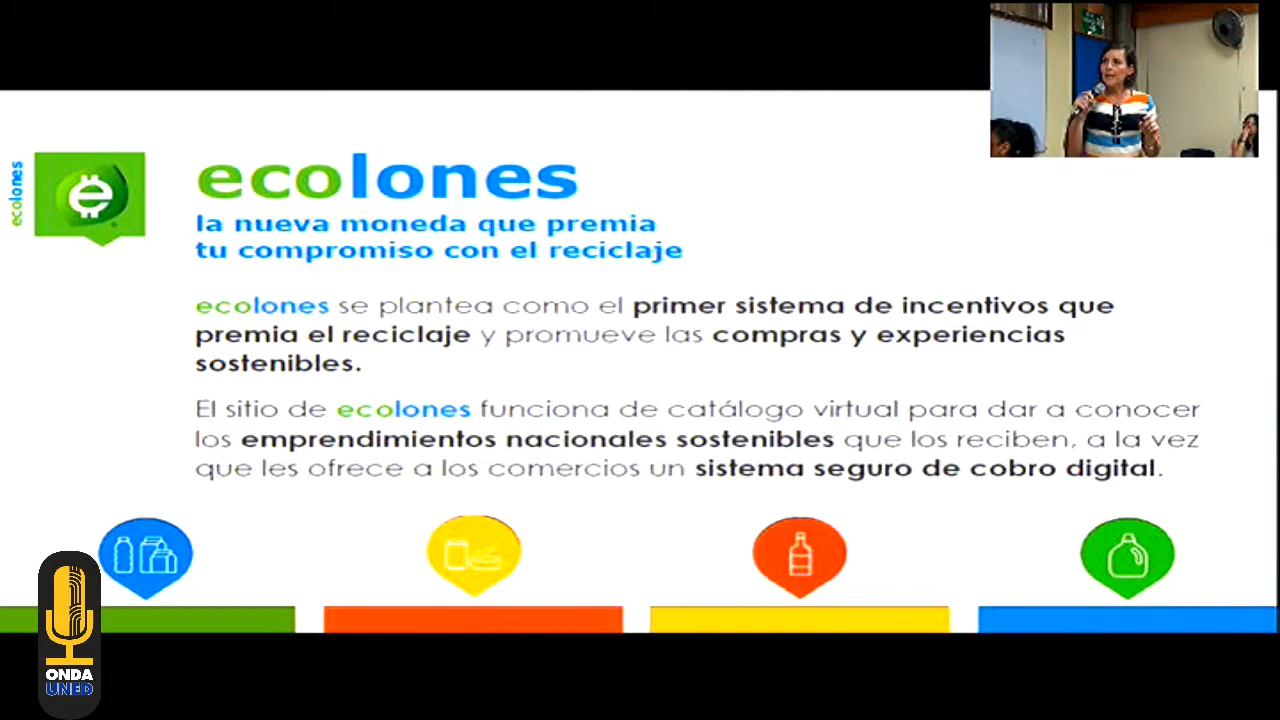 ecolones
ecolones
la nueva moneda que premia
tu compromiso con el reciclaje
ecolones se plantea como el primer sistema de incentivos que
premia el reciclaje y promueve las compras y experiencias
sostenibles.
El sitio de ecolones funciona de catálogo virtual para dar a conocer
los emprendimientos nacionales sostenibles que los reciben, a la vez
que les ofrece a los comercios un sistema seguro de cobro digital.
ONDA
UNED